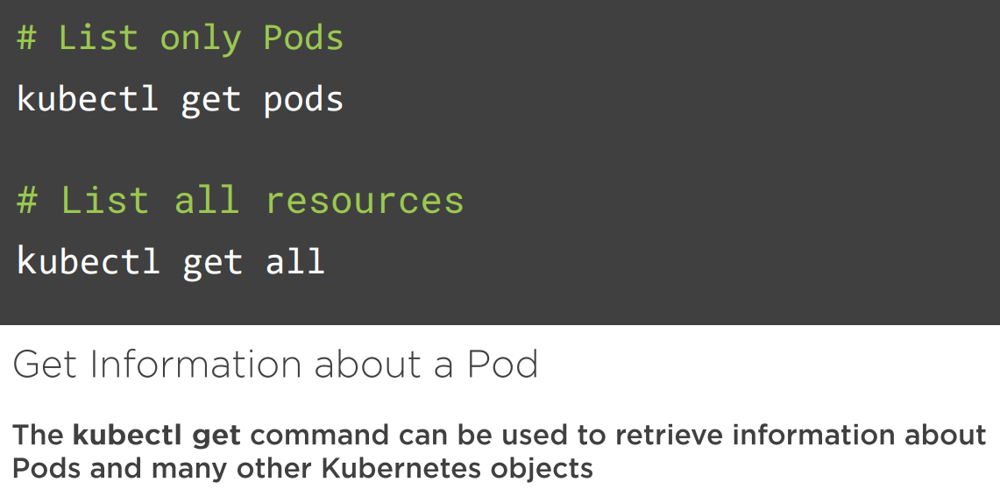 # List only Pods
kubectl get pods
# List all resources
kubectl get all
Get Information about a Pod
The kubectl get command can be used to retrieve information about
Pods and many other Kubernetes objects